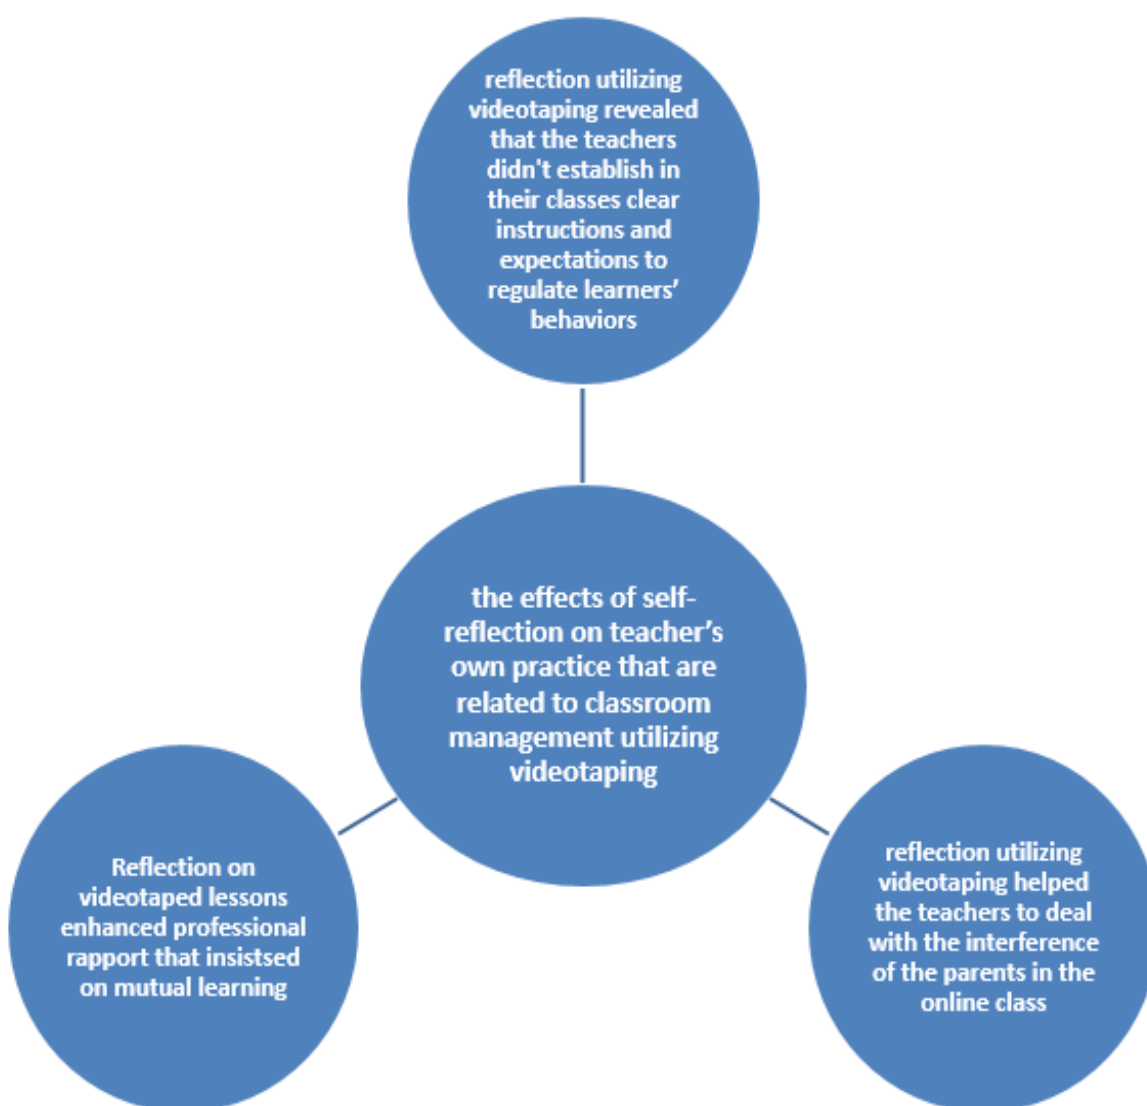 reflection utilizing
videotaping revealed
that the teachers
didn't establish in
their classes clear
instructions and
expectations to
regulate learners’
behaviors
the effects of self-
reflection on teacher’s
own practice that are
related to classroom
management utilizing
videotaping
Reflection on
videotaped lessons
enhanced professional
rapport that insistsed
on mutual learning
reflection utilizing
videotaping helped
the teachers to deal
with the interference
of the parents in the
online class